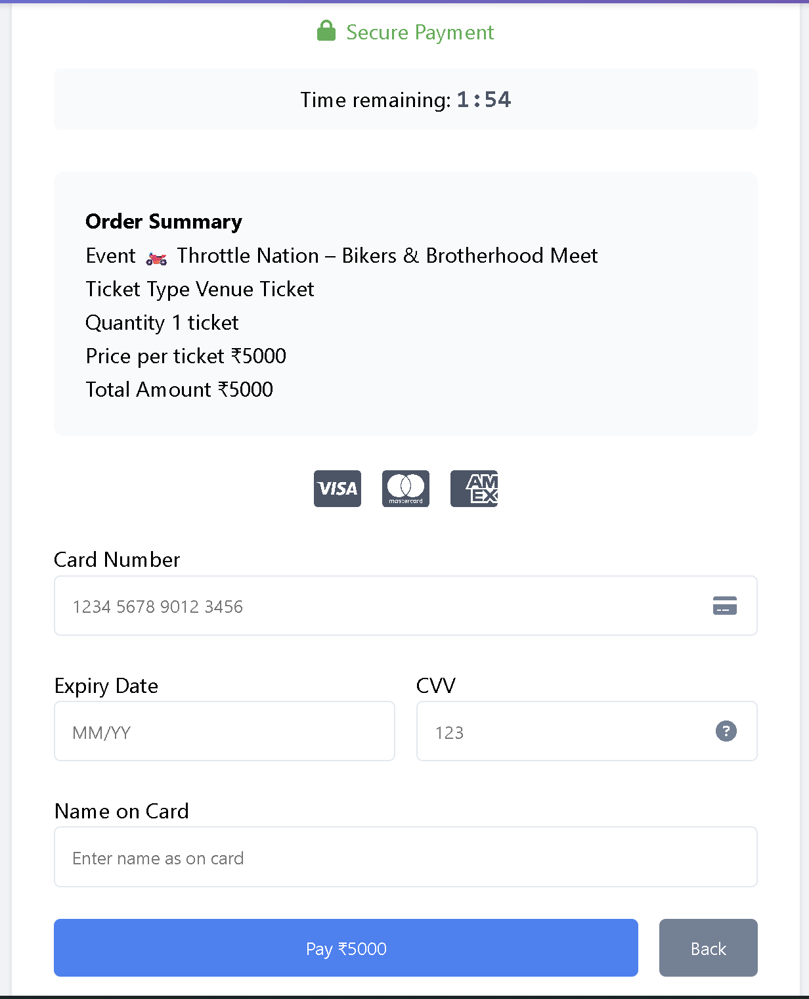 Secure Payment
Time remaining: 1:54
Order Summary
Event 🏍️ Throttle Nation – Bikers & Brotherhood Meet
Ticket Type Venue Ticket
Quantity 1 ticket
Price per ticket ₹5000
Total Amount ₹5000
VISA mastercard AMEX
Card Number
1234 5678 9012 3456
Expiry Date CVV
MM/YY 123 ?
Name on Card
Enter name as on card
Pay ₹5000 Back